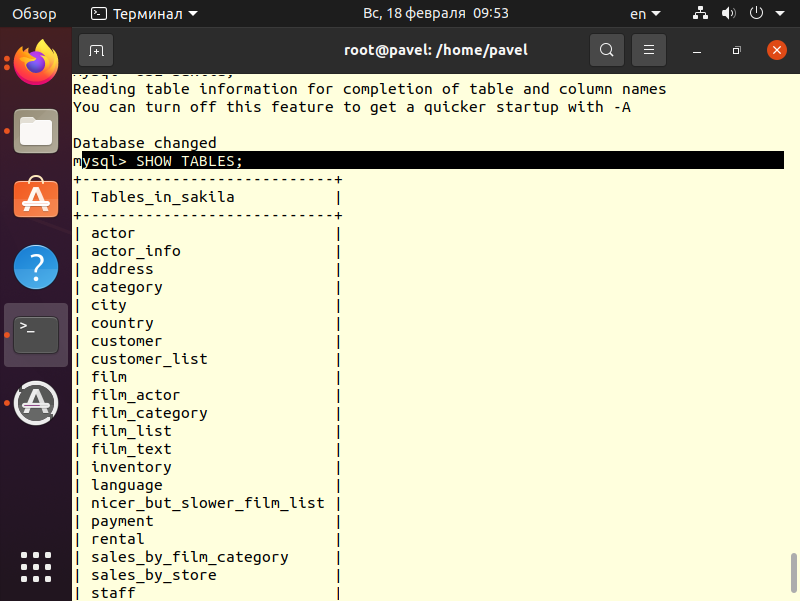 Обзор
Терминал
Вс, 18 февраля 09:53
en
root@pavel: /home/pavel
Reading table information for completion of table and column names
You can turn off this feature to get a quicker startup with -A
Database changed
mysql> SHOW TABLES;
+----------------------------+
| Tables_in_sakila |
+----------------------------+
| actor |
| actor_info |
| address |
| category |
| city |
| country |
| customer |
| customer_list |
| film |
| film_actor |
| film_category |
| film_list |
| film_text |
| inventory |
| language |
| nicer_but_slower_film_list |
| payment |
| rental |
| sales_by_film_category |
| sales_by_store |
| staff |